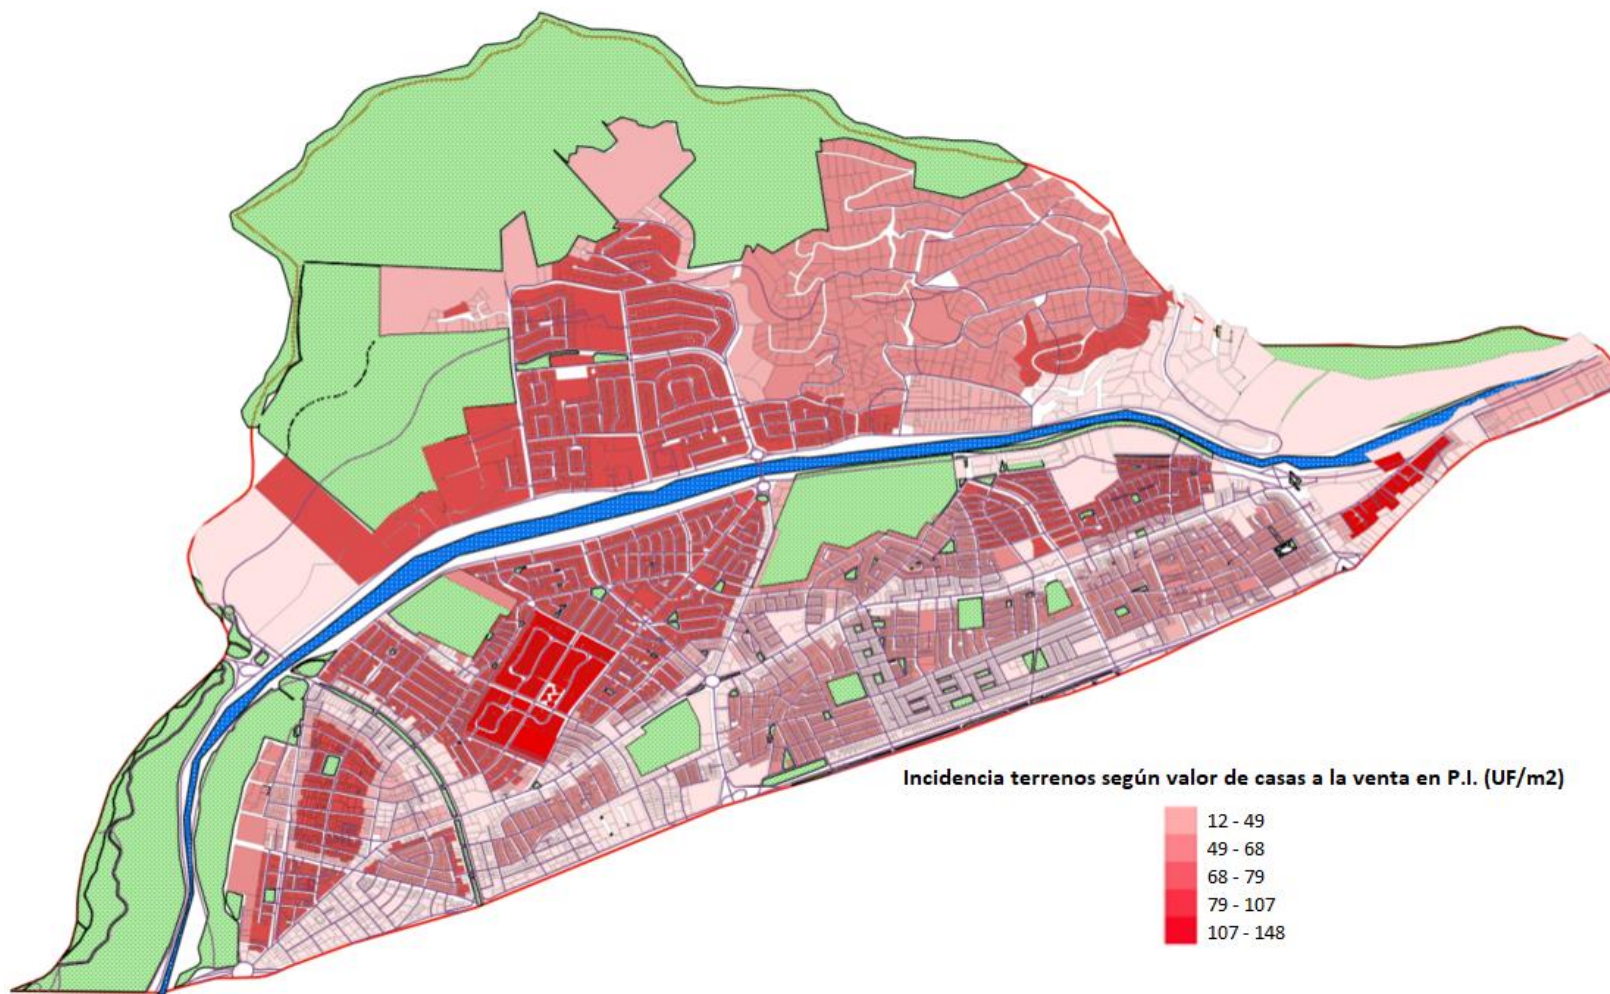 Incidencia terrenos según valor de casas a la venta en P.I. (UF/m2)
12 - 49
49 - 68
68 - 79
79 - 107
107 - 148